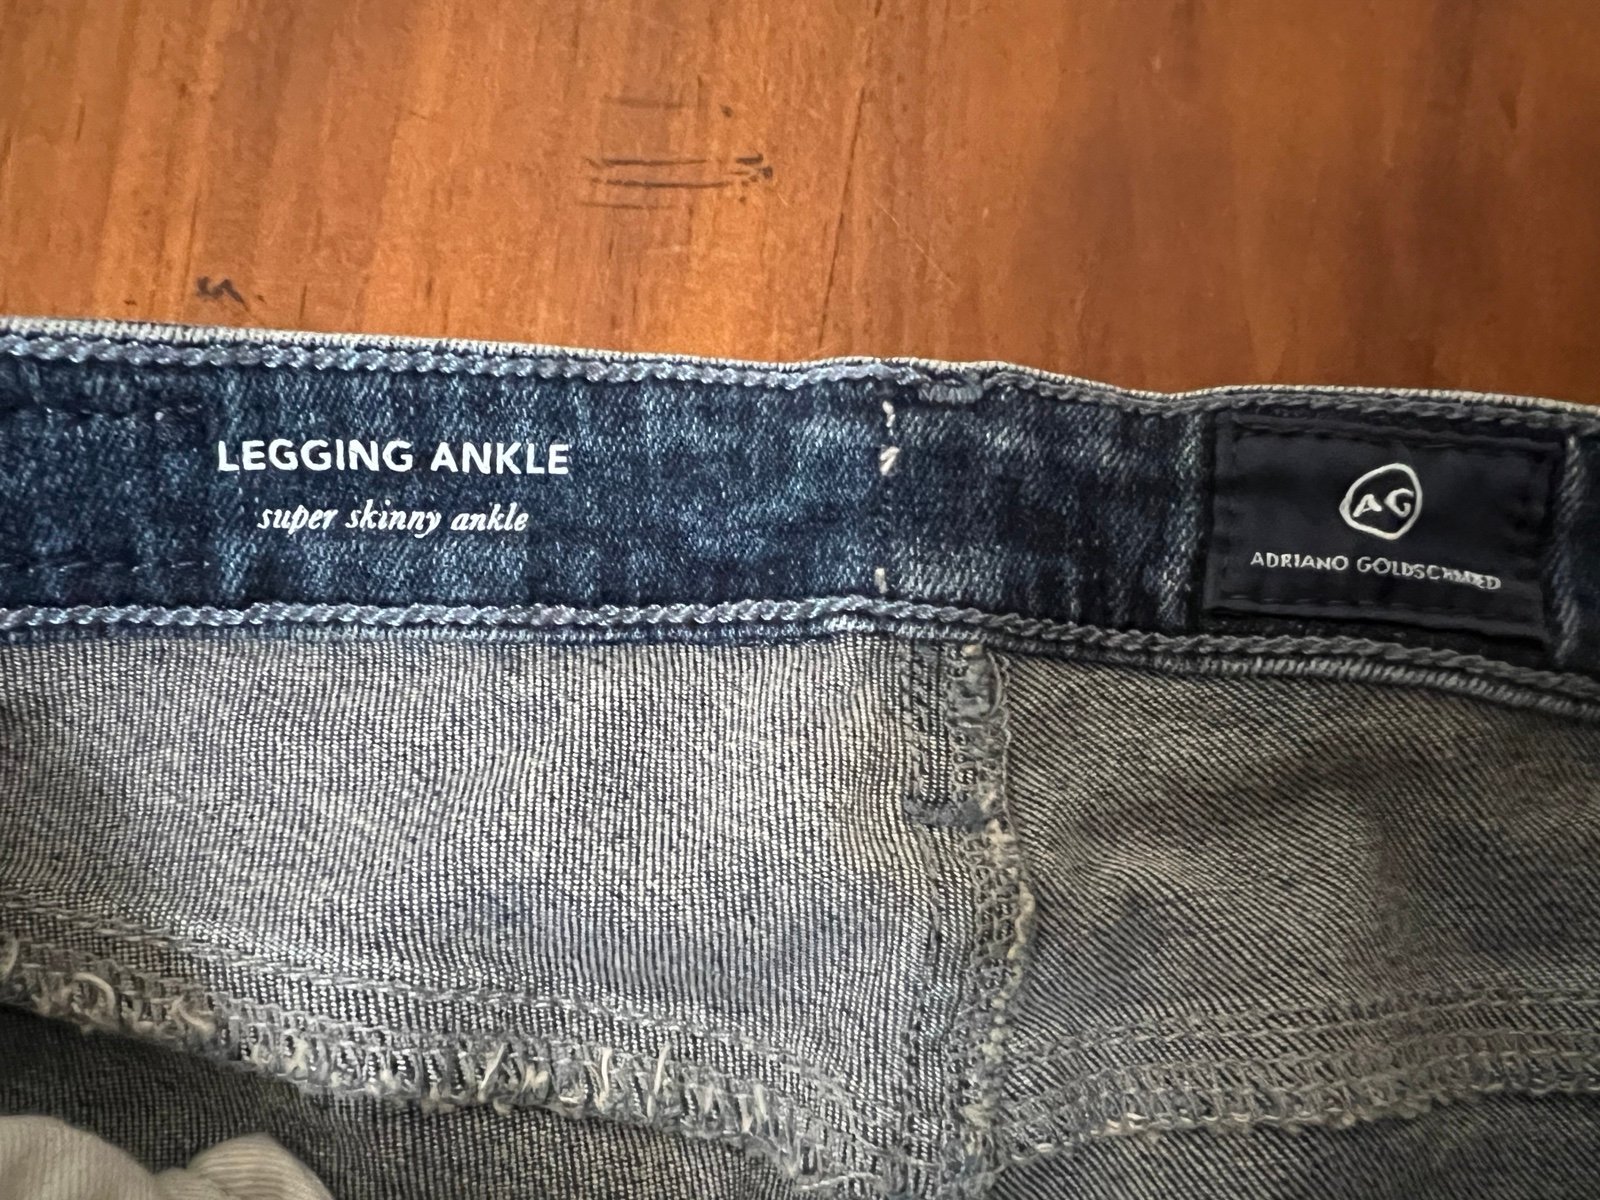 LEGGING ANKLE
super skinny ankle
AG
ADRIANO GOLDSCHMIED